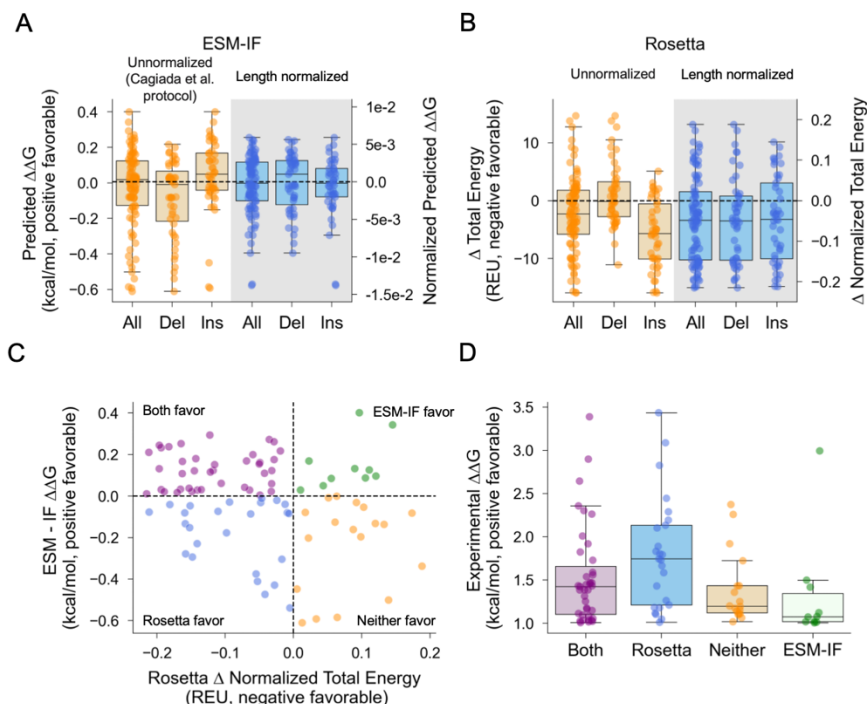 A
ESM-IF
Unnormalized
(Cagiada et al.
protocol)
Length normalized
Predicted ΔΔG
(kcal/mol, positive favorable)
0.4
0.2
0.0
−0.2
−0.4
−0.6
1e-2
5e-3
0.0
-5e-3
-1e-2
-1.5e-2
Normalized Predicted ΔΔG
All Del Ins All Del Ins
B
Rosetta
Unnormalized
Length normalized
Δ Total Energy
(REU, negative favorable)
10
0
−10
0.2
0.1
0.0
−0.1
−0.2
Δ Normalized Total Energy
All Del Ins All Del Ins
C
ESM - IF ΔΔG
(kcal/mol, positive favorable)
0.4
0.2
0.0
−0.2
−0.4
−0.6
Both favor
ESM-IF favor
Rosetta favor
Neither favor
−0.2 −0.1 0.0 0.1 0.2
Rosetta Δ Normalized Total Energy
(REU, negative favorable)
D
Experimental ΔΔG
(kcal/mol, positive favorable)
3.5
3.0
2.5
2.0
1.5
1.0
Both Rosetta Neither ESM-IF